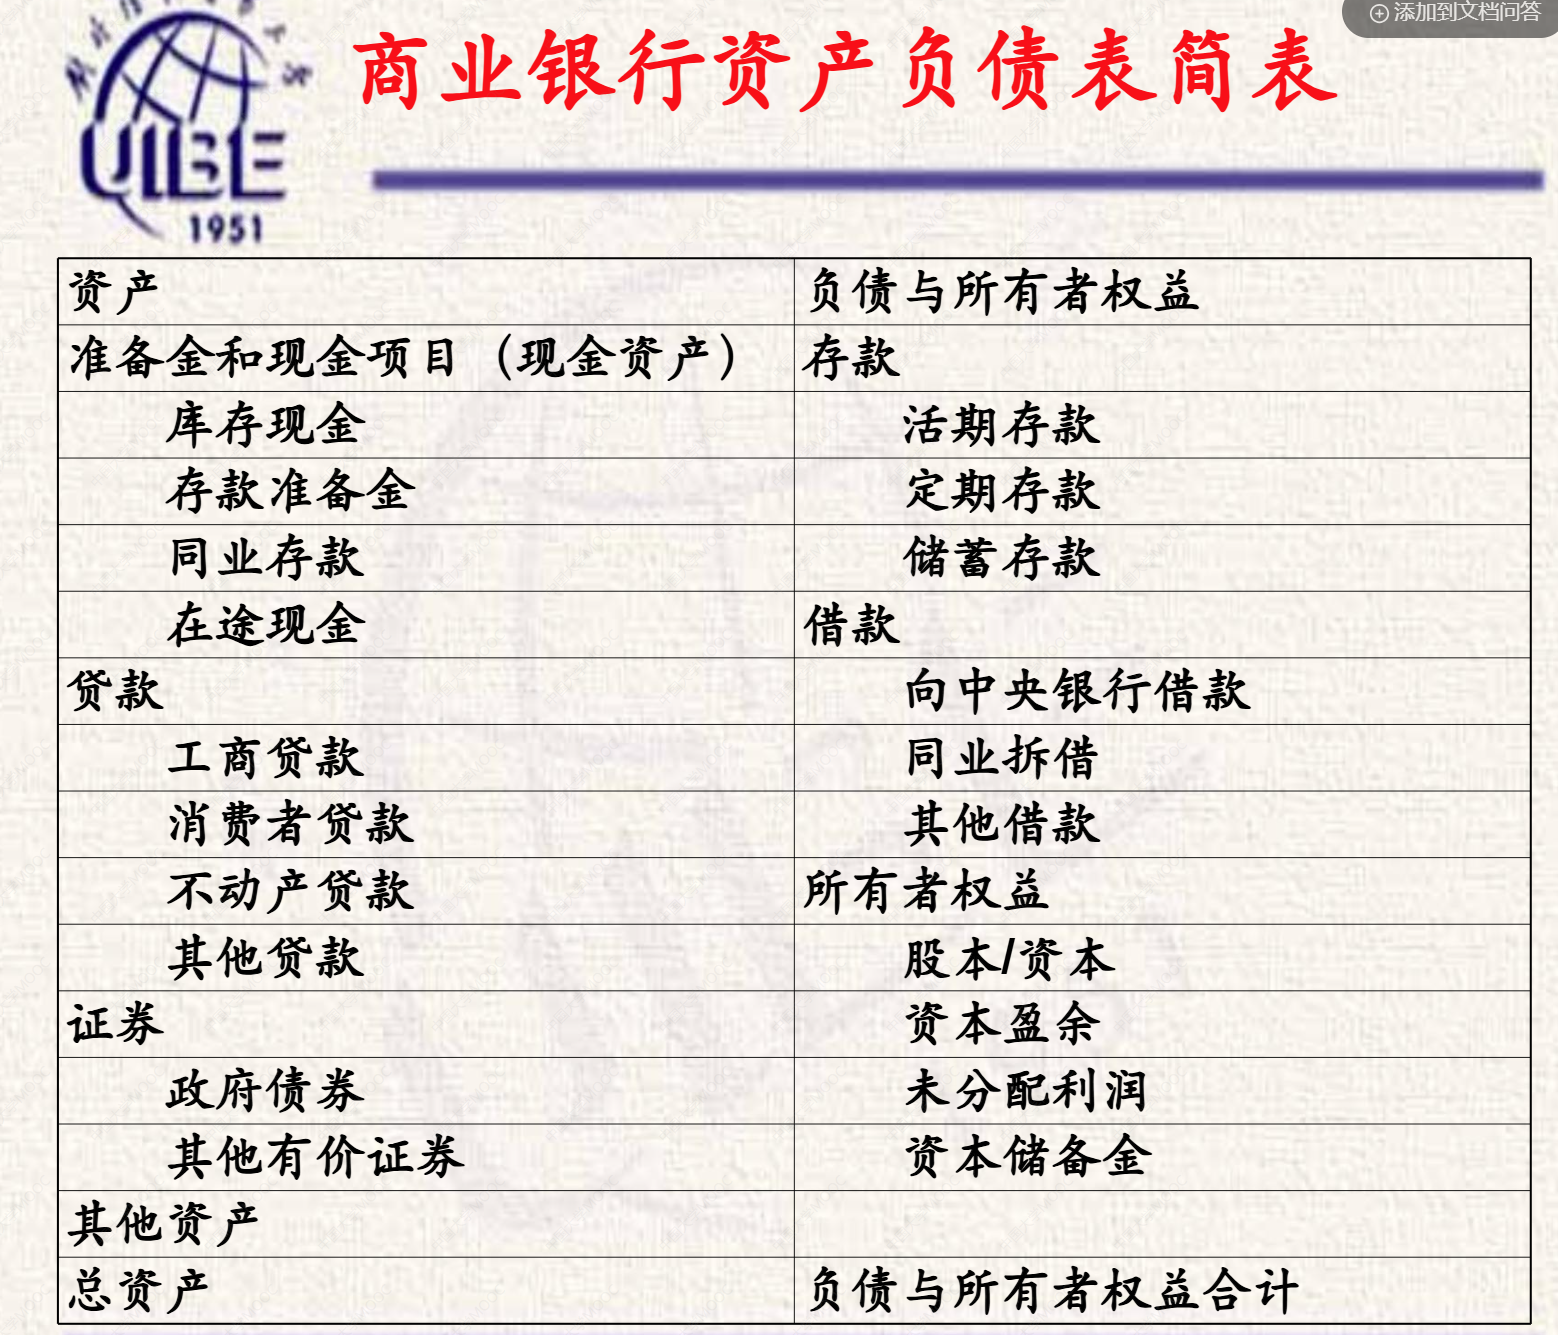 添加到文档问答
商业银行资产负债表简表
UIBE
1951
资产 负债与所有者权益
准备金和现金项目（现金资产） 存款
库存现金 活期存款
存款准备金 定期存款
同业存款 储蓄存款
在途现金 借款
贷款 向中央银行借款
工商贷款 同业拆借
消费者贷款 其他借款
不动产贷款 所有者权益
其他贷款 股本/资本
证券 资本盈余
政府债券 未分配利润
其他有价证券 资本储备金
其他资产
总资产 负债与所有者权益合计